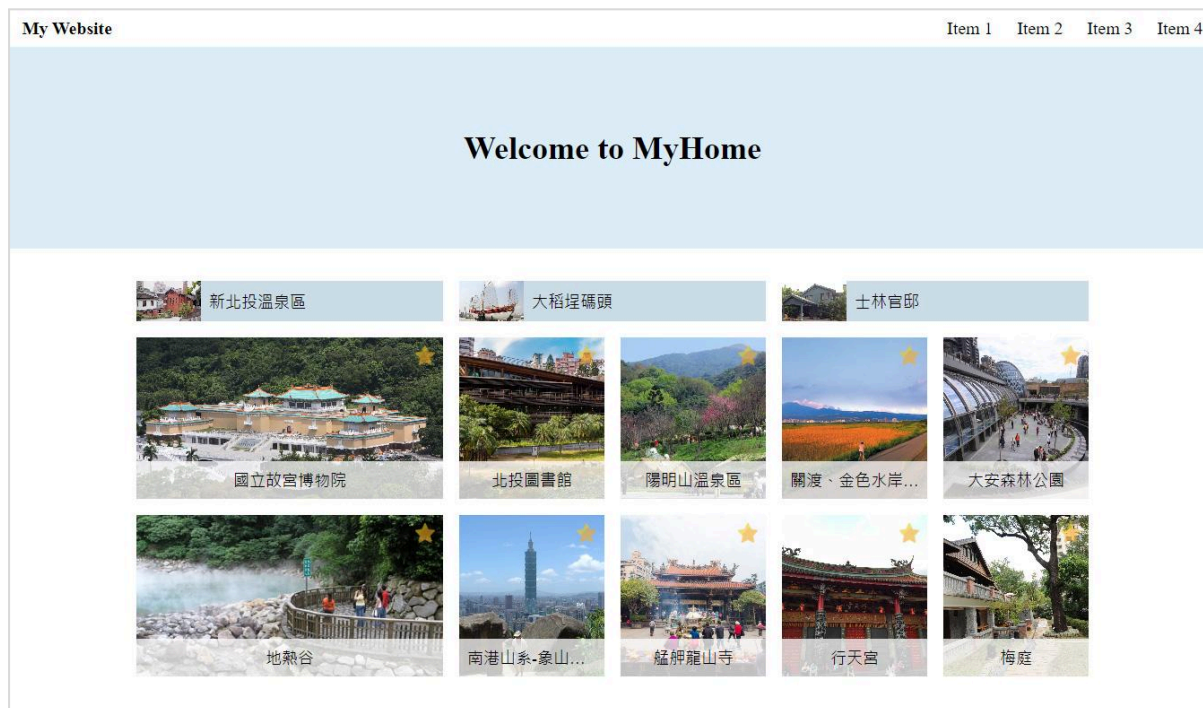 My Website
Item 1 Item 2 Item 3 Item 4
Welcome to MyHome
新北投溫泉區 大稻埕碼頭 士林官邸
國立故宮博物院 北投圖書館 陽明山溫泉區 關渡、金色水岸... 大安森林公園
地熱谷 南港山系-象山... 艋舺龍山寺 行天宮 梅庭